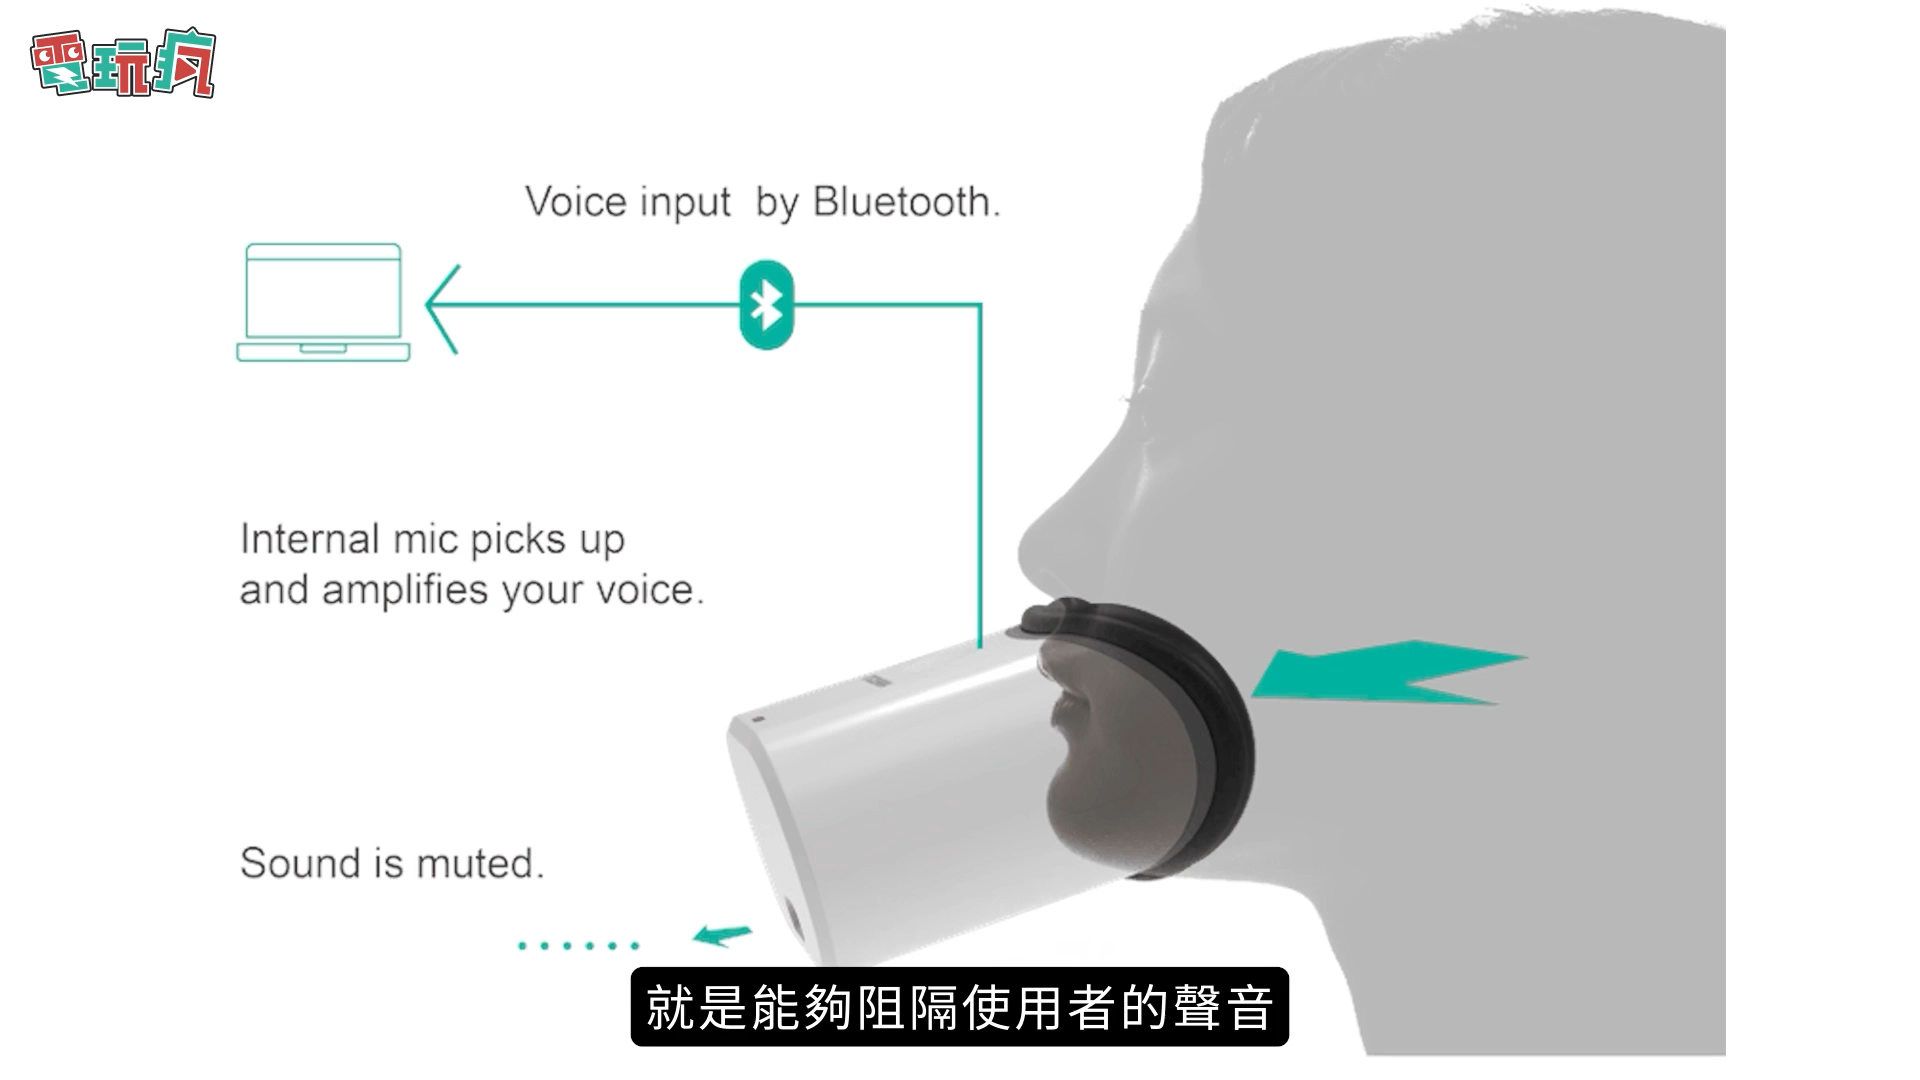 電玩瘋
Voice input  by Bluetooth.
Internal mic picks up
and amplifies your voice.
Sound is muted.
就是能夠阻隔使用者的聲音